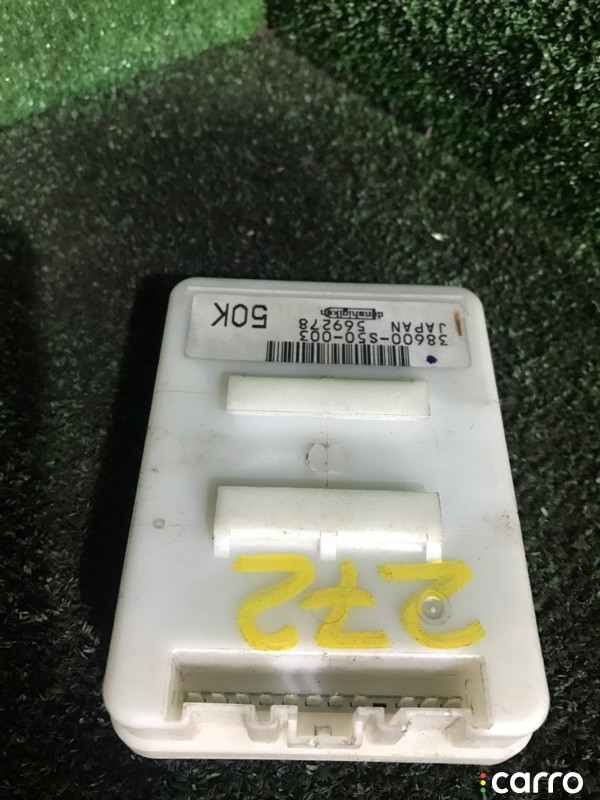 38600-S50-003
JAPAN 569278
denshigiken
50K
272
carro